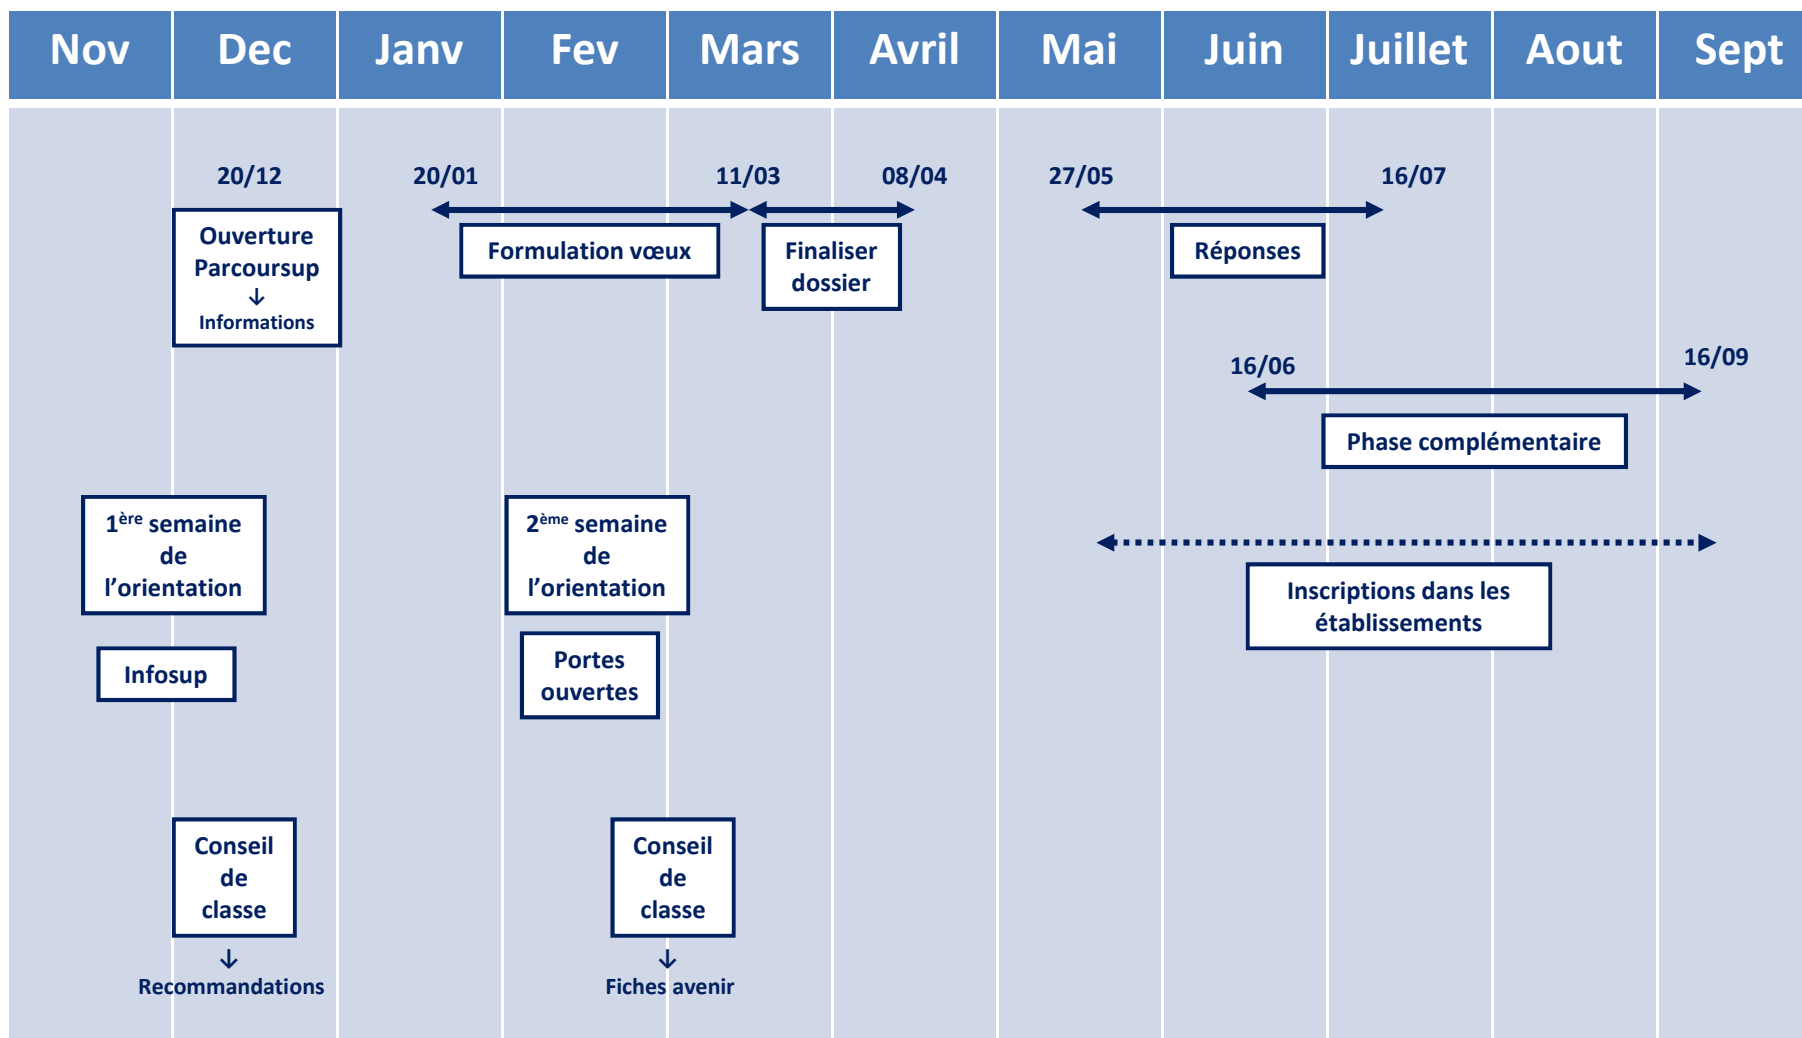 Nov Dec Janv Fev Mars Avril Mai Juin Juillet Aout Sept
20/12 20/01 11/03 08/04 27/05 16/07
Ouverture
Parcoursup
↓
Informations
Formulation vœux
Finaliser
dossier
Réponses
16/06 16/09
Phase complémentaire
1ère semaine
de
l’orientation
2ème semaine
de
l’orientation
Inscriptions dans les
établissements
Infosup
Portes
ouvertes
Conseil
de
classe
↓
Recommandations
Conseil
de
classe
↓
Fiches avenir